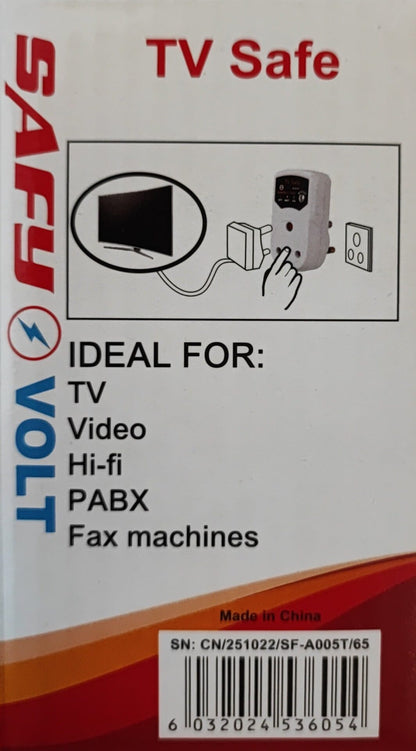 TV Safe
SAFY VOLT
IDEAL FOR:
TV
Video
Hi-fi
PABX
Fax machines
Made in China
SN: CN/251022/SF-A005T/65
6 032024 536054